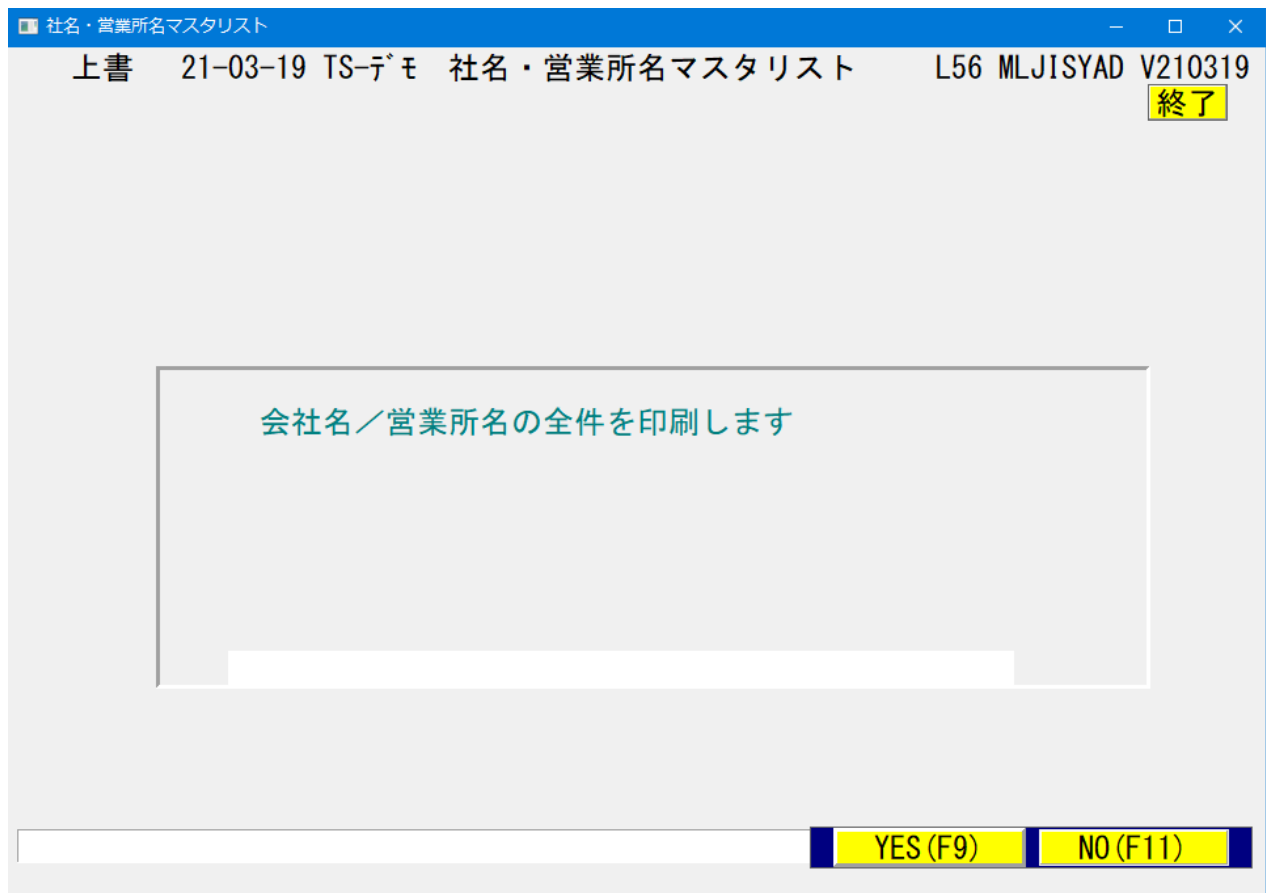 社名・営業所名マスタリスト
上書 21-03-19 TS-ﾃﾞﾓ 社名・営業所名マスタリスト L56 MLJISYAD V210319
終了
会社名／営業所名の全件を印刷します
YES(F9) NO(F11)